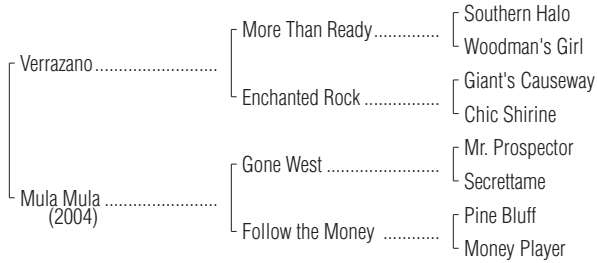 Southern Halo
More Than Ready..............
Woodman's Girl
Verrazano.........................
Giant's Causeway
Enchanted Rock ................
Chic Shirine
Mr. Prospector
Gone West .......................
Secrettame
Mula Mula .......................
(2004)
Pine Bluff
Follow the Money ............
Money Player